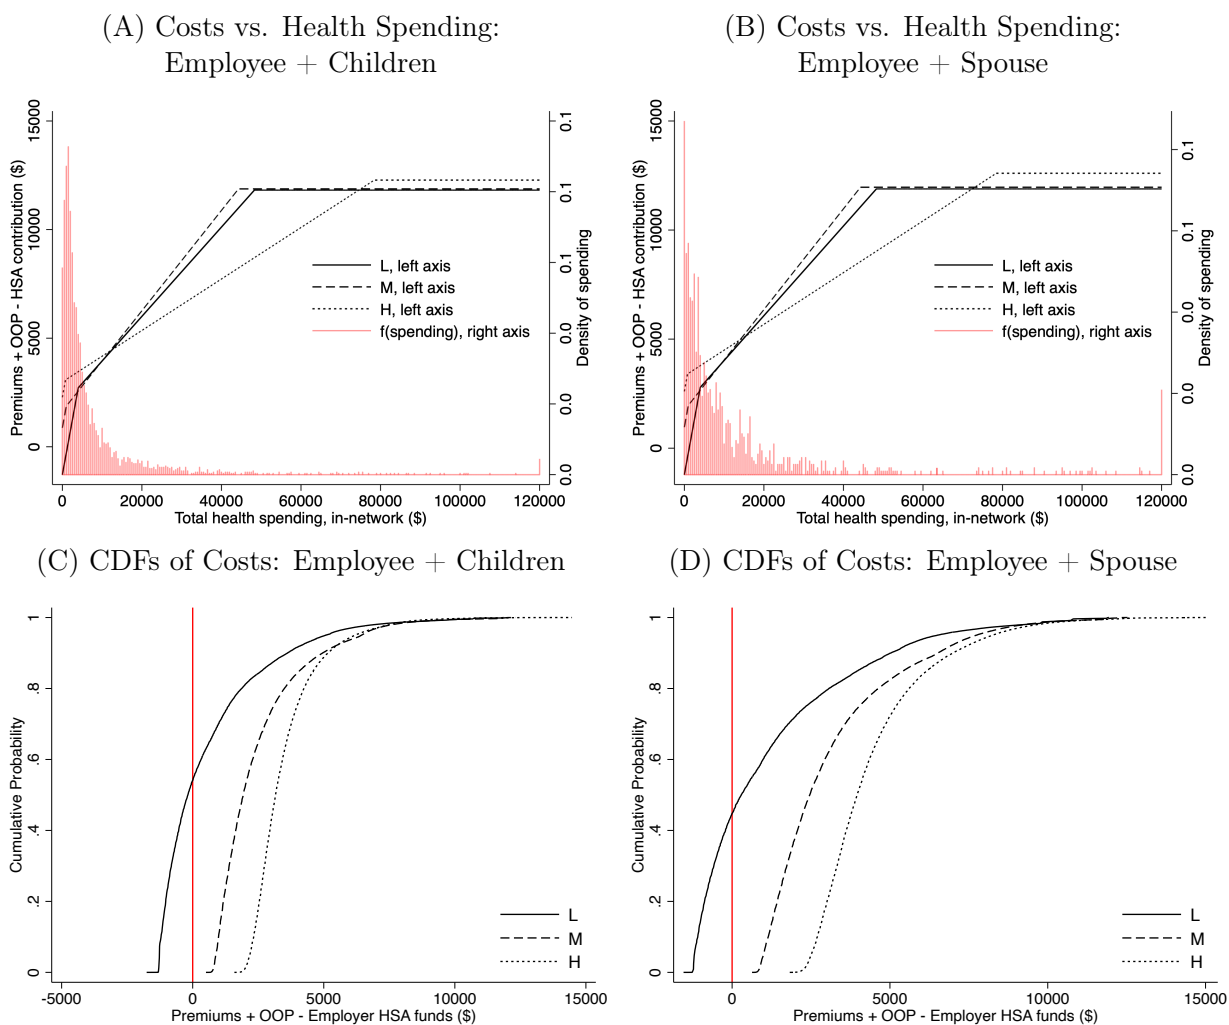 (A) Costs vs. Health Spending:
Employee + Children
Premiums + OOP - HSA contribution ($)
15000
10000
5000
0
0.1
0.1
0.1
0.0
0.0
0.0
Density of spending
L, left axis
M, left axis
H, left axis
f(spending), right axis
0 20000 40000 60000 80000 100000 120000
Total health spending, in-network ($)
(B) Costs vs. Health Spending:
Employee + Spouse
Premiums + OOP - HSA contribution ($)
15000
10000
5000
0
0.1
0.1
0.0
0.0
0.0
Density of spending
L, left axis
M, left axis
H, left axis
f(spending), right axis
0 20000 40000 60000 80000 100000 120000
Total health spending, in-network ($)
(C) CDFs of Costs: Employee + Children
Cumulative Probability
1
.8
.6
.4
.2
0
L
M
H
-5000 0 5000 10000 15000
Premiums + OOP - Employer HSA funds ($)
(D) CDFs of Costs: Employee + Spouse
Cumulative Probability
1
.8
.6
.4
.2
0
L
M
H
0 5000 10000 15000
Premiums + OOP - Employer HSA funds ($)